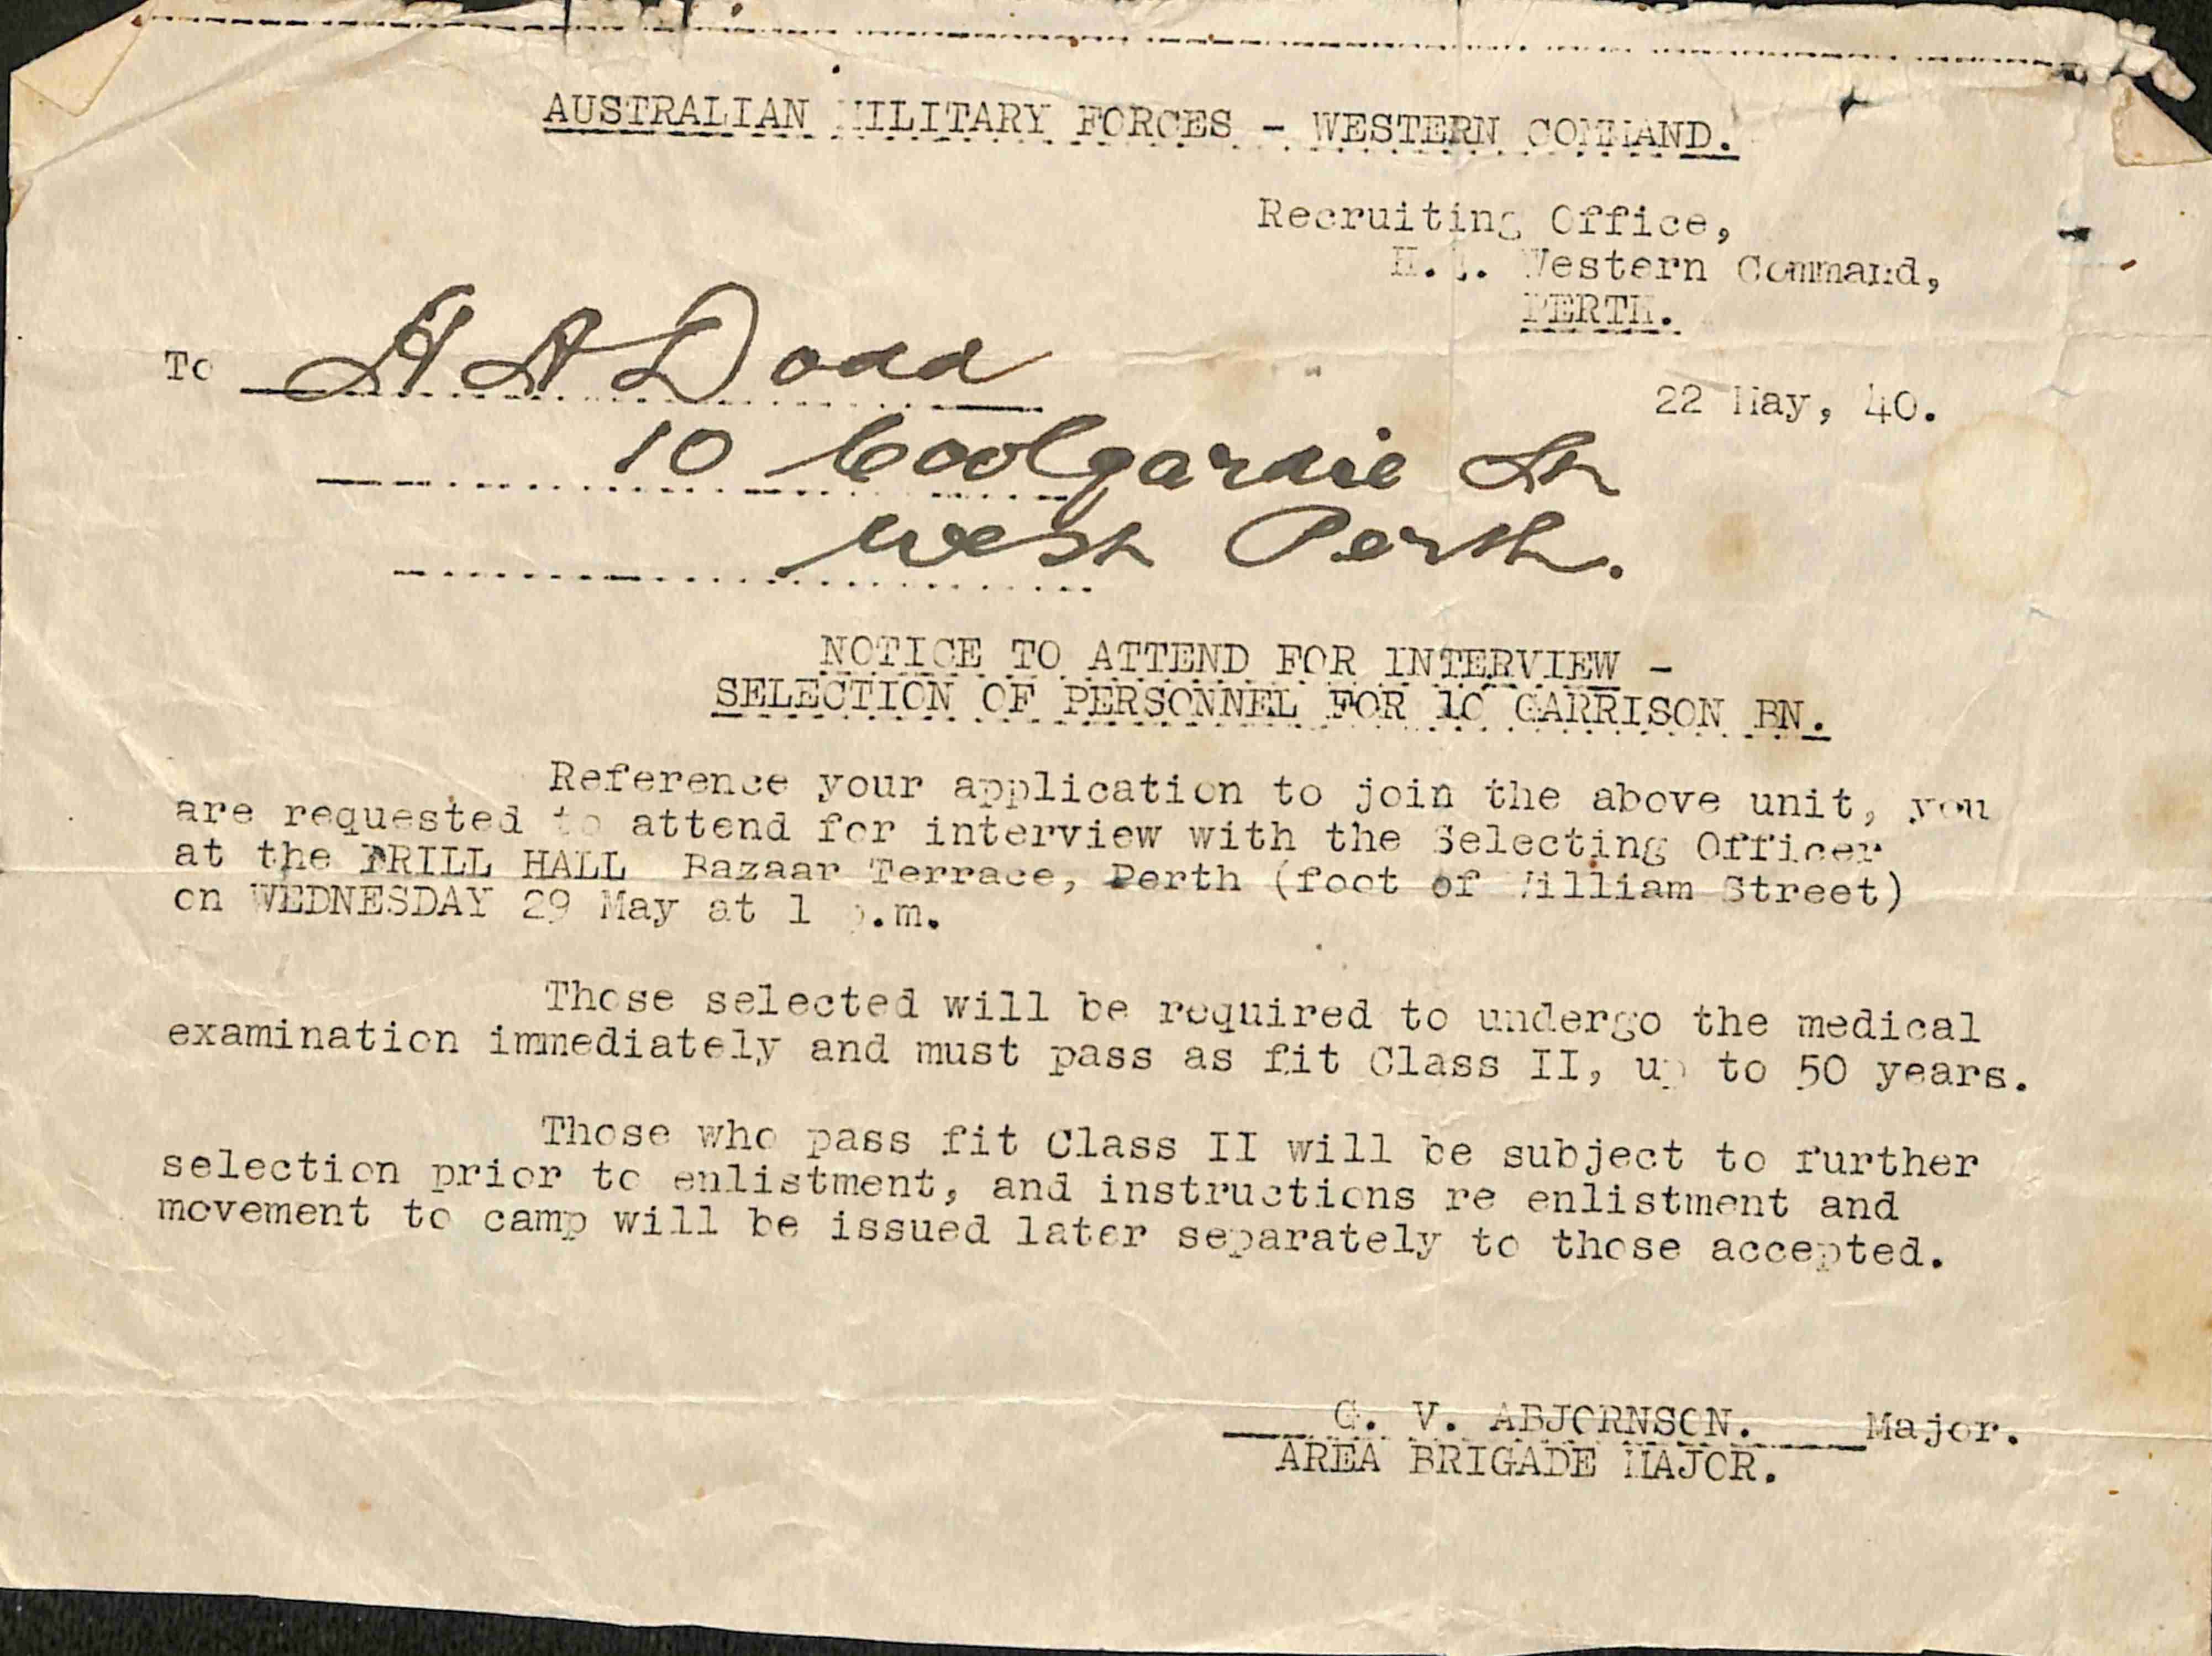 AUSTRALIAN MILITARY FORCES - WESTERN COMMAND.
Recruiting Office,
H.Q. Western Command,
PERTH.
To H A Dodd
22 May, 40.
10 Coolgardie St
West Perth.
NOTICE TO ATTEND FOR INTERVIEW -
SELECTION OF PERSONNEL FOR 10 GARRISON BN.
Reference your application to join the above unit, you
are requested to attend for interview with the Selecting Officer
at the DRILL HALL Bazaar Terrace, Perth (foot of William Street)
on WEDNESDAY 29 May at 1 p.m.
Those selected will be required to undergo the medical
examination immediately and must pass as fit Class II, up to 50 years.
Those who pass fit Class II will be subject to further
selection prior to enlistment, and instructions re enlistment and
movement to camp will be issued later separately to those accepted.
G. V. ABJORNSON. Major.
AREA BRIGADE MAJOR.